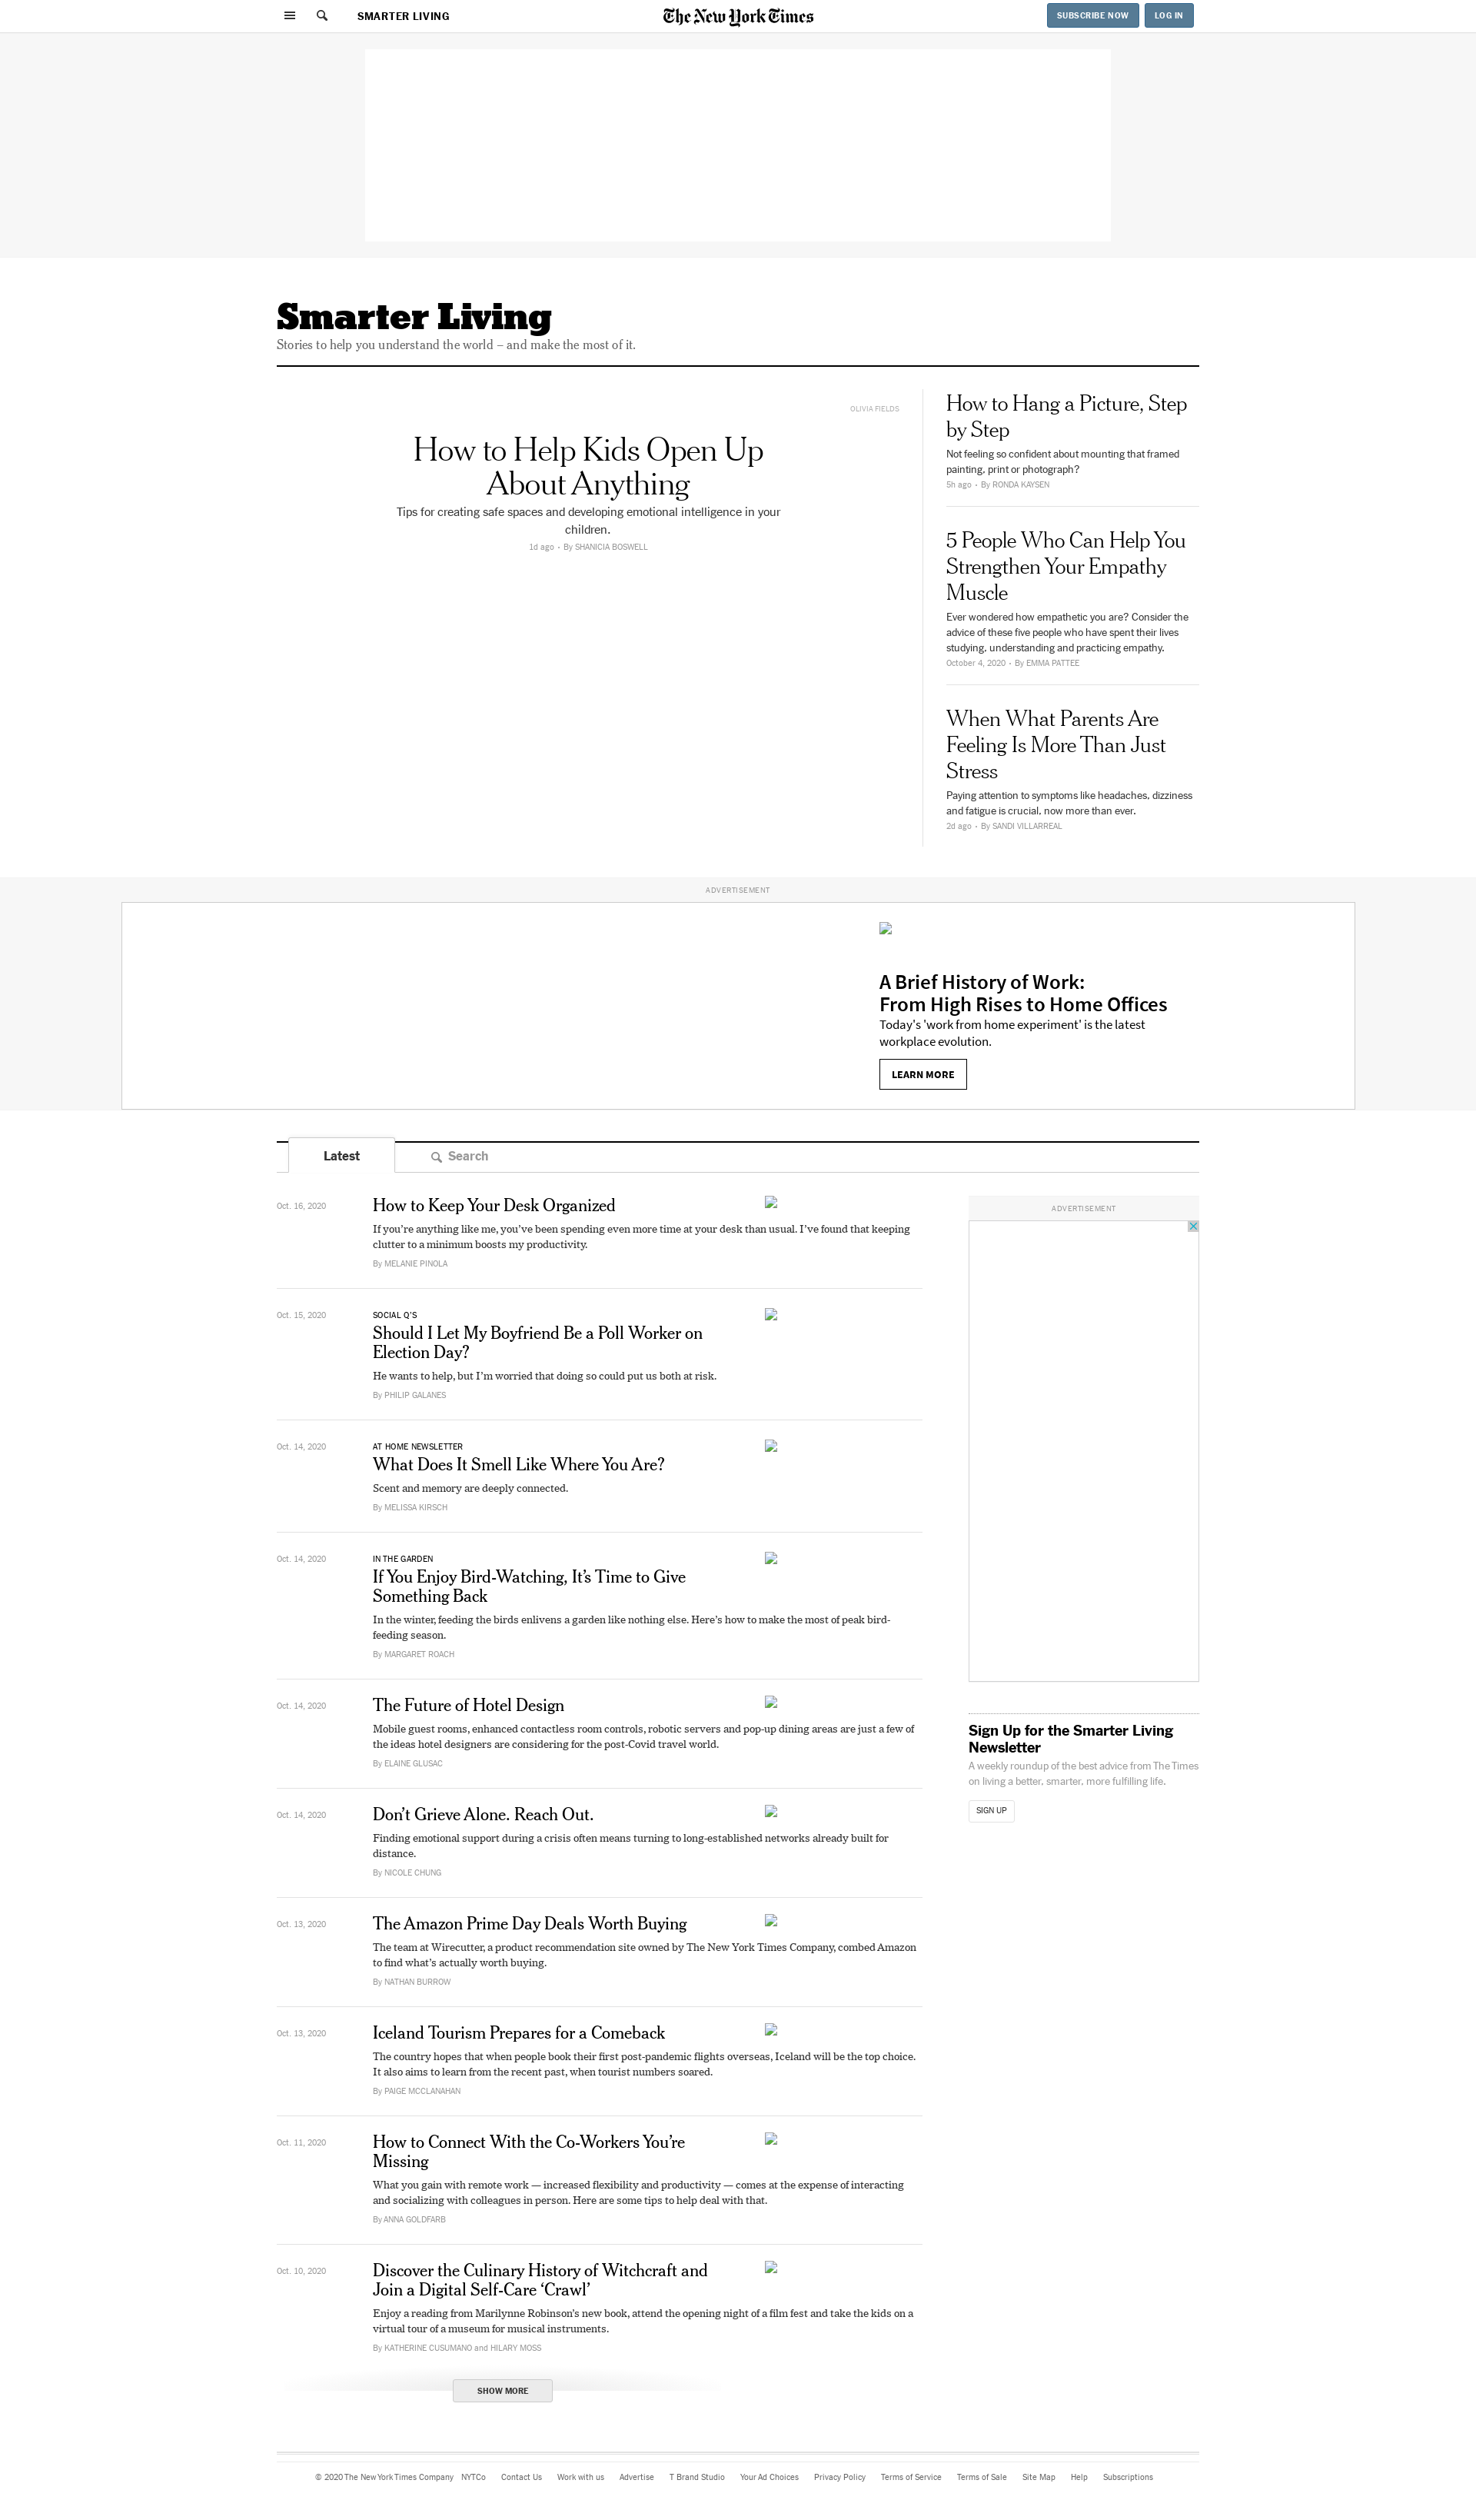 SMARTER LIVING
The New York Times
SUBSCRIBE NOW
LOG IN
Smarter Living
Stories to help you understand the world – and make the most of it.
OLIVIA FIELDS
How to Help Kids Open Up
About Anything
Tips for creating safe spaces and developing emotional intelligence in your
children.
1d ago • By SHANICIA BOSWELL
How to Hang a Picture, Step
by Step
Not feeling so confident about mounting that framed
painting, print or photograph?
5h ago • By RONDA KAYSEN
5 People Who Can Help You
Strengthen Your Empathy
Muscle
Ever wondered how empathetic you are? Consider the
advice of these five people who have spent their lives
studying, understanding and practicing empathy.
October 4, 2020 • By EMMA PATTEE
When What Parents Are
Feeling Is More Than Just
Stress
Paying attention to symptoms like headaches, dizziness
and fatigue is crucial, now more than ever.
2d ago • By SANDI VILLARREAL
ADVERTISEMENT
A Brief History of Work:
From High Rises to Home Offices
Today's 'work from home experiment' is the latest
workplace evolution.
LEARN MORE
Latest
Search
Oct. 16, 2020
How to Keep Your Desk Organized
If you’re anything like me, you’ve been spending even more time at your desk than usual. I’ve found that keeping
clutter to a minimum boosts my productivity.
By MELANIE PINOLA
Oct. 15, 2020
SOCIAL Q’S
Should I Let My Boyfriend Be a Poll Worker on
Election Day?
He wants to help, but I’m worried that doing so could put us both at risk.
By PHILIP GALANES
Oct. 14, 2020
AT HOME NEWSLETTER
What Does It Smell Like Where You Are?
Scent and memory are deeply connected.
By MELISSA KIRSCH
Oct. 14, 2020
IN THE GARDEN
If You Enjoy Bird-Watching, It’s Time to Give
Something Back
In the winter, feeding the birds enlivens a garden like nothing else. Here’s how to make the most of peak bird-
feeding season.
By MARGARET ROACH
Oct. 14, 2020
The Future of Hotel Design
Mobile guest rooms, enhanced contactless room controls, robotic servers and pop-up dining areas are just a few of
the ideas hotel designers are considering for the post-Covid travel world.
By ELAINE GLUSAC
Oct. 14, 2020
Don’t Grieve Alone. Reach Out.
Finding emotional support during a crisis often means turning to long-established networks already built for
distance.
By NICOLE CHUNG
Oct. 13, 2020
The Amazon Prime Day Deals Worth Buying
The team at Wirecutter, a product recommendation site owned by The New York Times Company, combed Amazon
to find what’s actually worth buying.
By NATHAN BURROW
Oct. 13, 2020
Iceland Tourism Prepares for a Comeback
The country hopes that when people book their first post-pandemic flights overseas, Iceland will be the top choice.
It also aims to learn from the recent past, when tourist numbers soared.
By PAIGE MCCLANAHAN
Oct. 11, 2020
How to Connect With the Co-Workers You’re
Missing
What you gain with remote work — increased flexibility and productivity — comes at the expense of interacting
and socializing with colleagues in person. Here are some tips to help deal with that.
By ANNA GOLDFARB
Oct. 10, 2020
Discover the Culinary History of Witchcraft and
Join a Digital Self-Care ‘Crawl’
Enjoy a reading from Marilynne Robinson’s new book, attend the opening night of a film fest and take the kids on a
virtual tour of a museum for musical instruments.
By KATHERINE CUSUMANO and HILARY MOSS
SHOW MORE
ADVERTISEMENT
Sign Up for the Smarter Living
Newsletter
A weekly roundup of the best advice from The Times
on living a better, smarter, more fulfilling life.
SIGN UP
© 2020 The New York Times Company NYTCo Contact Us Work with us Advertise T Brand Studio Your Ad Choices Privacy Policy Terms of Service Terms of Sale Site Map Help Subscriptions